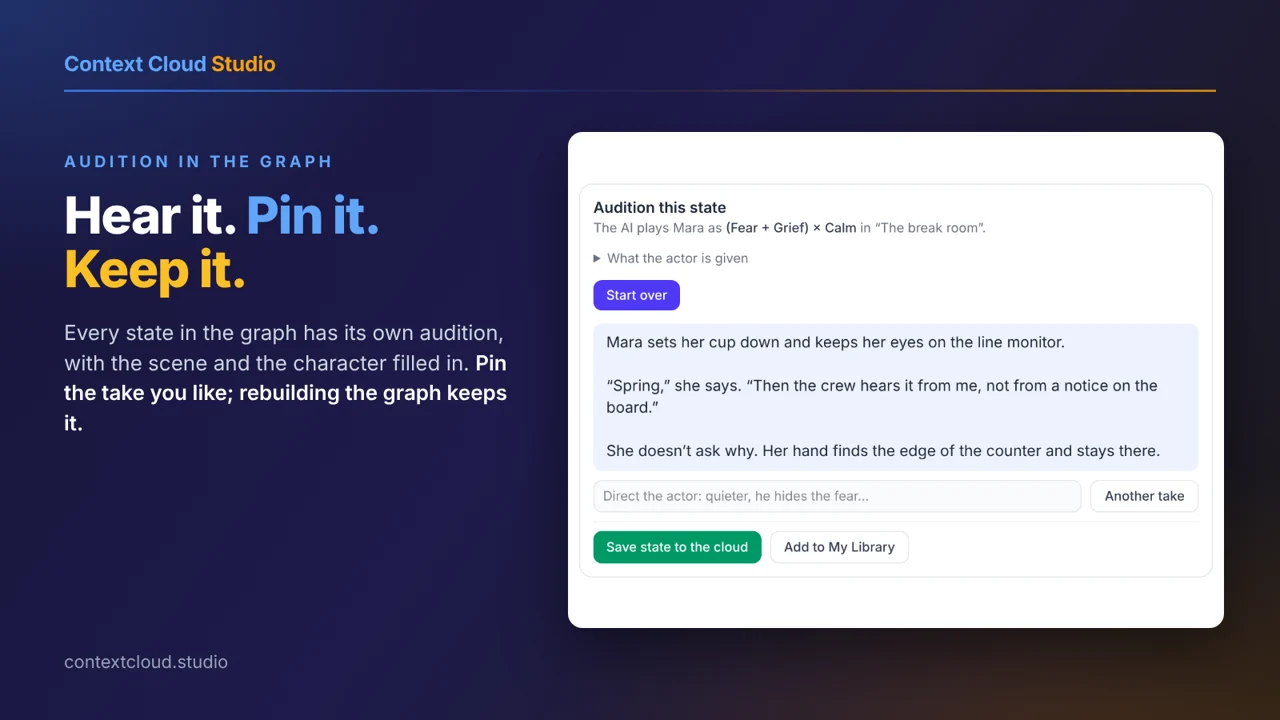 Context Cloud Studio
AUDITION IN THE GRAPH
Hear it. Pin it.
Keep it.
Every state in the graph has its own audition,
with the scene and the character filled in. Pin
the take you like; rebuilding the graph keeps
it.
contextcloud.studio
Audition this state
The AI plays Mara as (Fear + Grief) × Calm in “The break room”.
What the actor is given
Start over
Mara sets her cup down and keeps her eyes on the line monitor.
“Spring,” she says. “Then the crew hears it from me, not from a notice on the
board.”
She doesn’t ask why. Her hand finds the edge of the counter and stays there.
Direct the actor: quieter, he hides the fear...
Another take
Save state to the cloud
Add to My Library